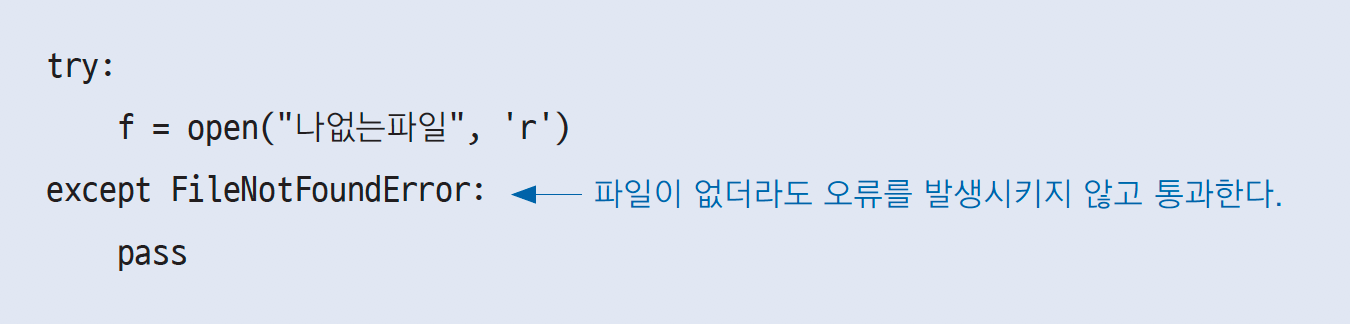 try:
    f = open("나없는파일", 'r')
except FileNotFoundError: 파일이 없더라도 오류를 발생시키지 않고 통과한다.
    pass